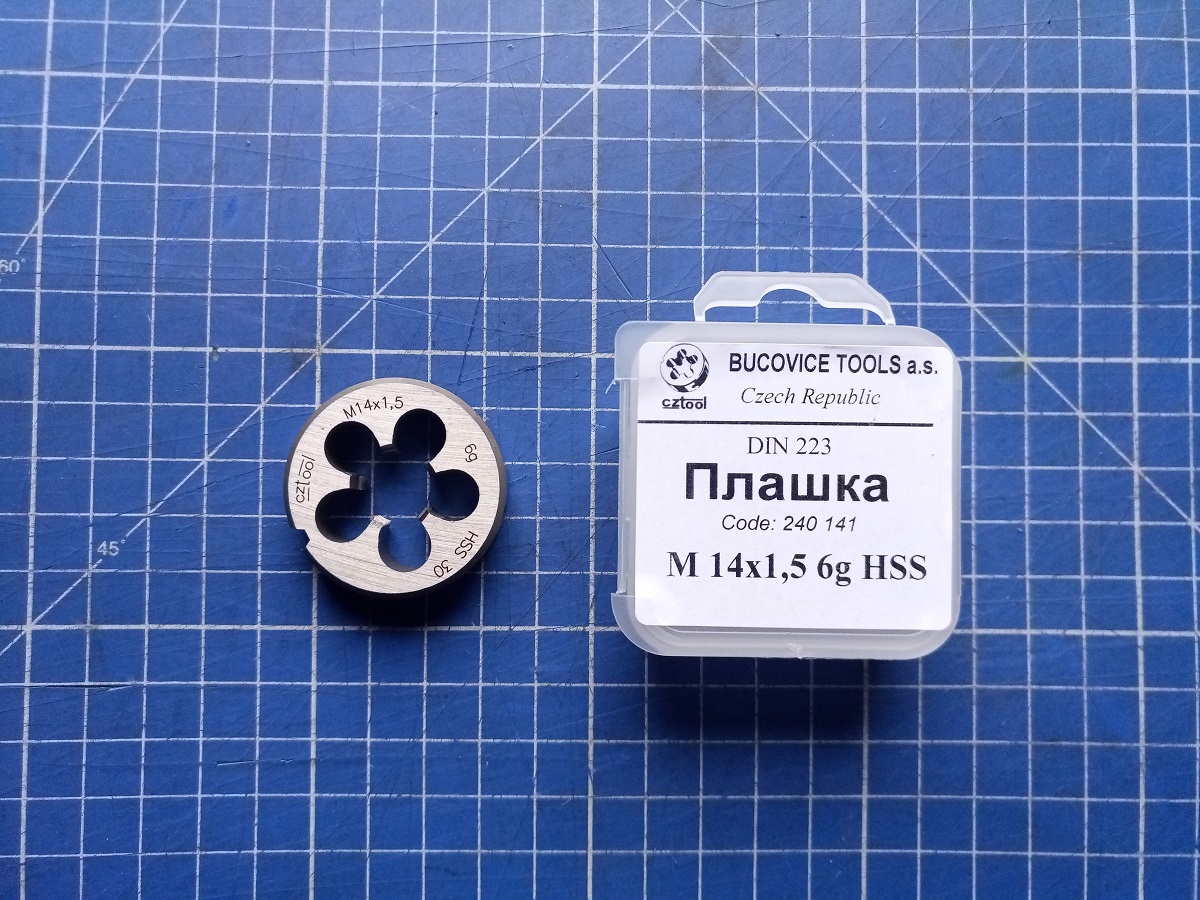 60°
45°
M14x1,5
6g
HSS 30
cztool
cztool
BUCOVICE TOOLS a.s.
Czech Republic
DIN 223
Плашка
Code: 240 141
M 14x1,5 6g HSS